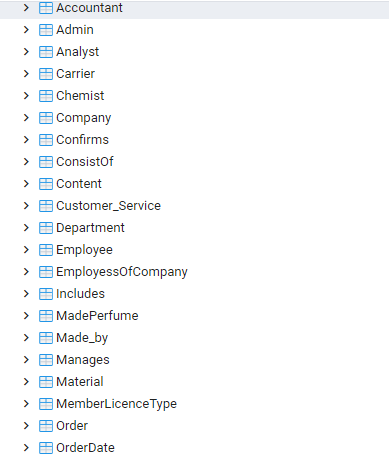 Accountant
Admin
Analyst
Carrier
Chemist
Company
Confirms
ConsistOf
Content
Customer_Service
Department
Employee
EmployessOfCompany
Includes
MadePerfume
Made_by
Manages
Material
MemberLicenceType
Order
OrderDate